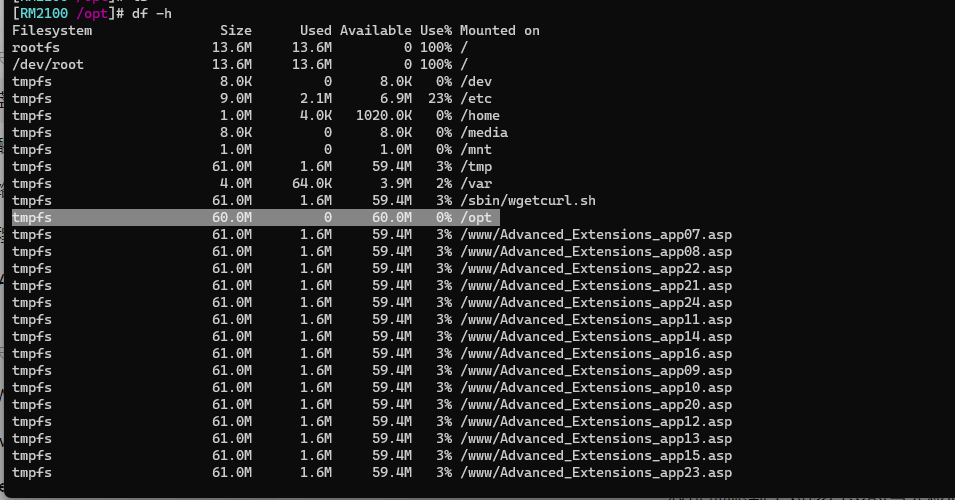 [RM2100 /opt]# df -h
Filesystem                Size      Used Available Use% Mounted on
rootfs                   13.6M     13.6M         0 100% /
/dev/root                13.6M     13.6M         0 100% /
tmpfs                     8.0K         0      8.0K   0% /dev
tmpfs                     9.0M      2.1M      6.9M  23% /etc
tmpfs                     1.0M      4.0K   1020.0K   0% /home
tmpfs                     8.0K         0      8.0K   0% /media
tmpfs                     1.0M         0      1.0M   0% /mnt
tmpfs                    61.0M      1.6M     59.4M   3% /tmp
tmpfs                     4.0M     64.0K      3.9M   2% /var
tmpfs                    61.0M      1.6M     59.4M   3% /sbin/wgetcurl.sh
tmpfs                    60.0M         0     60.0M   0% /opt
tmpfs                    61.0M      1.6M     59.4M   3% /www/Advanced_Extensions_app07.asp
tmpfs                    61.0M      1.6M     59.4M   3% /www/Advanced_Extensions_app08.asp
tmpfs                    61.0M      1.6M     59.4M   3% /www/Advanced_Extensions_app22.asp
tmpfs                    61.0M      1.6M     59.4M   3% /www/Advanced_Extensions_app21.asp
tmpfs                    61.0M      1.6M     59.4M   3% /www/Advanced_Extensions_app24.asp
tmpfs                    61.0M      1.6M     59.4M   3% /www/Advanced_Extensions_app11.asp
tmpfs                    61.0M      1.6M     59.4M   3% /www/Advanced_Extensions_app14.asp
tmpfs                    61.0M      1.6M     59.4M   3% /www/Advanced_Extensions_app16.asp
tmpfs                    61.0M      1.6M     59.4M   3% /www/Advanced_Extensions_app09.asp
tmpfs                    61.0M      1.6M     59.4M   3% /www/Advanced_Extensions_app10.asp
tmpfs                    61.0M      1.6M     59.4M   3% /www/Advanced_Extensions_app20.asp
tmpfs                    61.0M      1.6M     59.4M   3% /www/Advanced_Extensions_app12.asp
tmpfs                    61.0M      1.6M     59.4M   3% /www/Advanced_Extensions_app13.asp
tmpfs                    61.0M      1.6M     59.4M   3% /www/Advanced_Extensions_app15.asp
tmpfs                    61.0M      1.6M     59.4M   3% /www/Advanced_Extensions_app23.asp